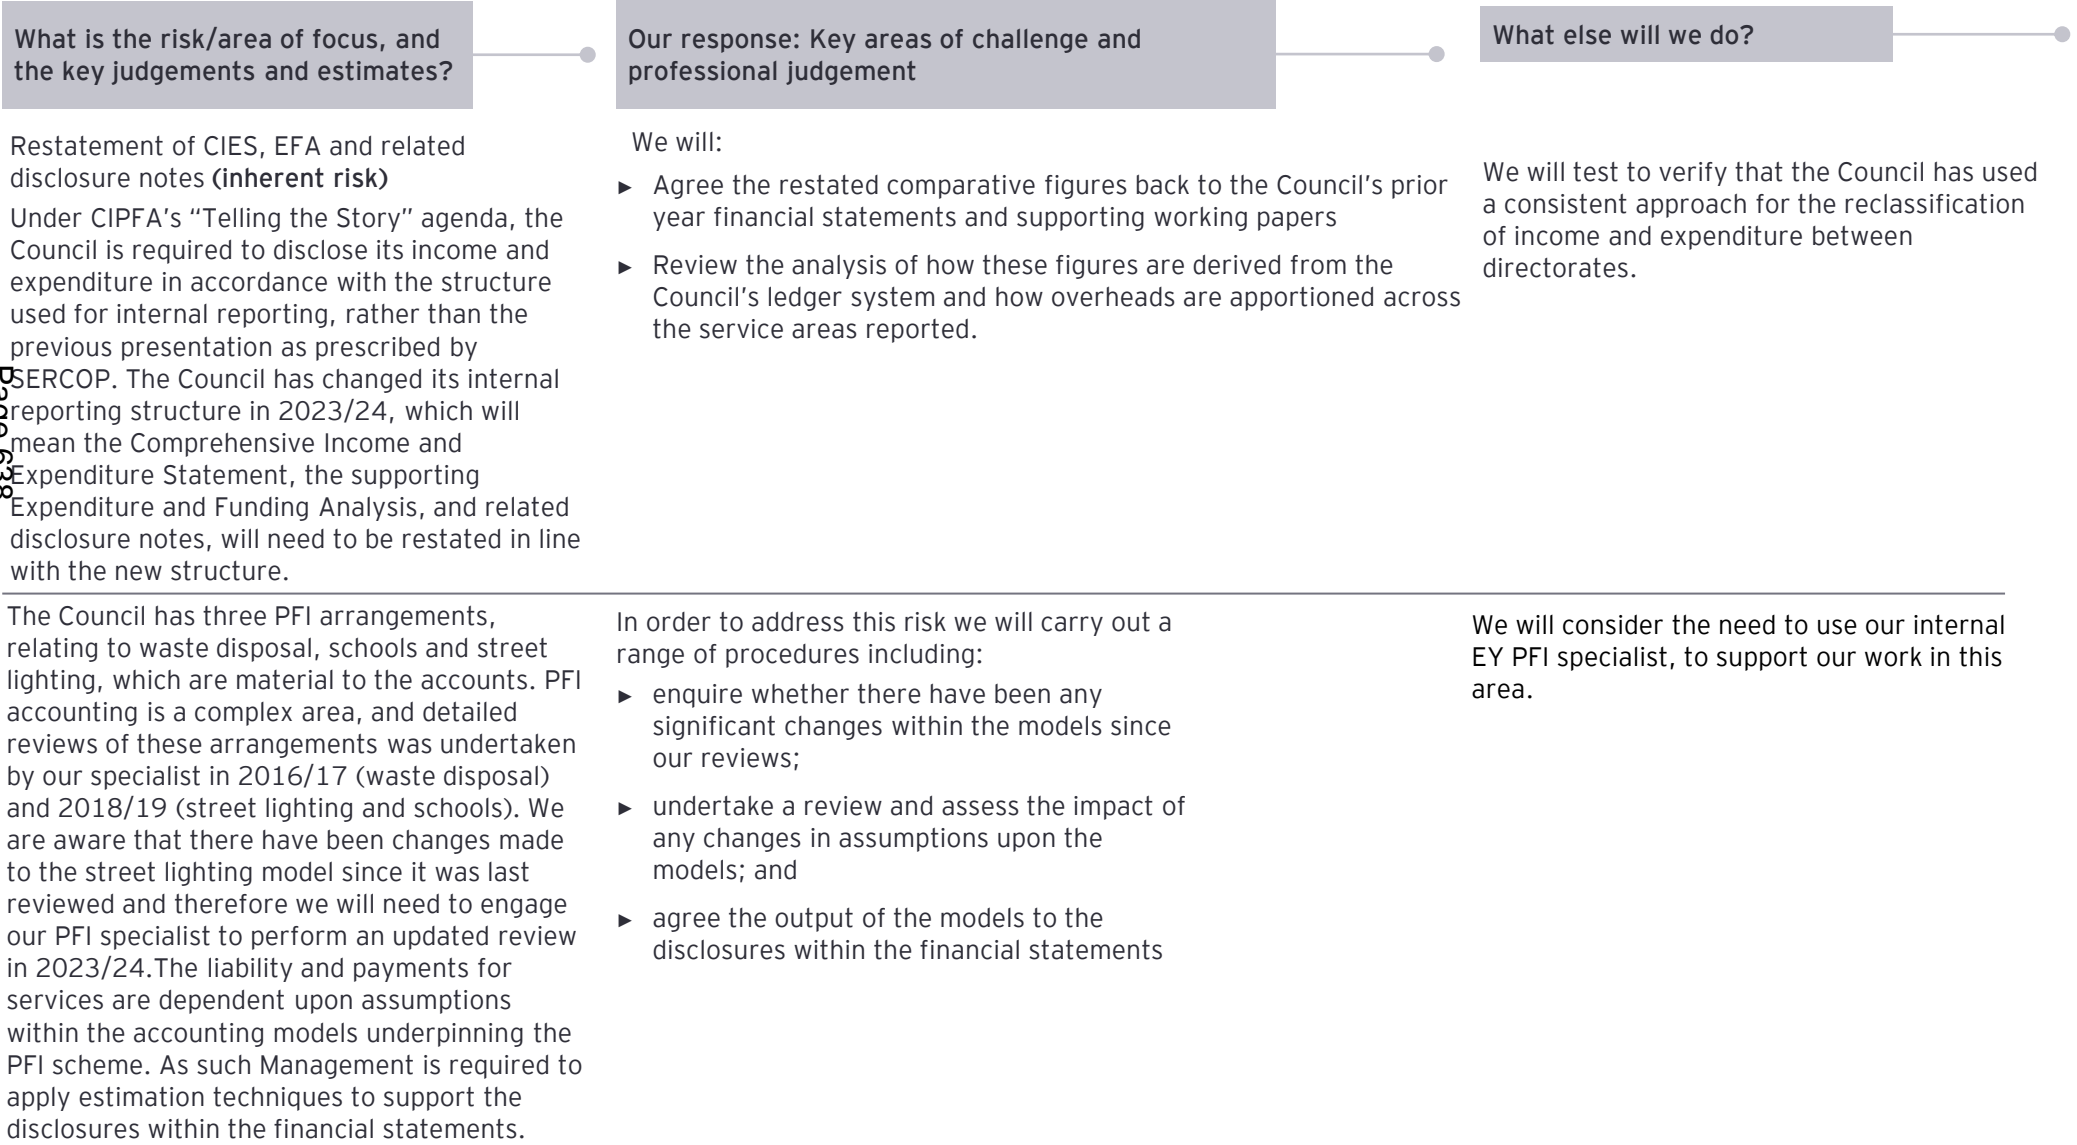 What is the risk/area of focus, and
the key judgements and estimates?
Our response: Key areas of challenge and
professional judgement
What else will we do?
Restatement of CIES, EFA and related
disclosure notes (inherent risk)
Under CIPFA’s “Telling the Story” agenda, the
Council is required to disclose its income and
expenditure in accordance with the structure
used for internal reporting, rather than the
previous presentation as prescribed by
SERCOP. The Council has changed its internal
reporting structure in 2023/24, which will
mean the Comprehensive Income and
Expenditure Statement, the supporting
Expenditure and Funding Analysis, and related
disclosure notes, will need to be restated in line
with the new structure.
We will:
► Agree the restated comparative figures back to the Council’s prior
year financial statements and supporting working papers
► Review the analysis of how these figures are derived from the
Council’s ledger system and how overheads are apportioned across
the service areas reported.
We will test to verify that the Council has used
a consistent approach for the reclassification
of income and expenditure between
directorates.
Page 638
The Council has three PFI arrangements,
relating to waste disposal, schools and street
lighting, which are material to the accounts. PFI
accounting is a complex area, and detailed
reviews of these arrangements was undertaken
by our specialist in 2016/17 (waste disposal)
and 2018/19 (street lighting and schools). We
are aware that there have been changes made
to the street lighting model since it was last
reviewed and therefore we will need to engage
our PFI specialist to perform an updated review
in 2023/24.The liability and payments for
services are dependent upon assumptions
within the accounting models underpinning the
PFI scheme. As such Management is required to
apply estimation techniques to support the
disclosures within the financial statements.
In order to address this risk we will carry out a
range of procedures including:
► enquire whether there have been any
significant changes within the models since
our reviews;
► undertake a review and assess the impact of
any changes in assumptions upon the
models; and
► agree the output of the models to the
disclosures within the financial statements
We will consider the need to use our internal
EY PFI specialist, to support our work in this
area.